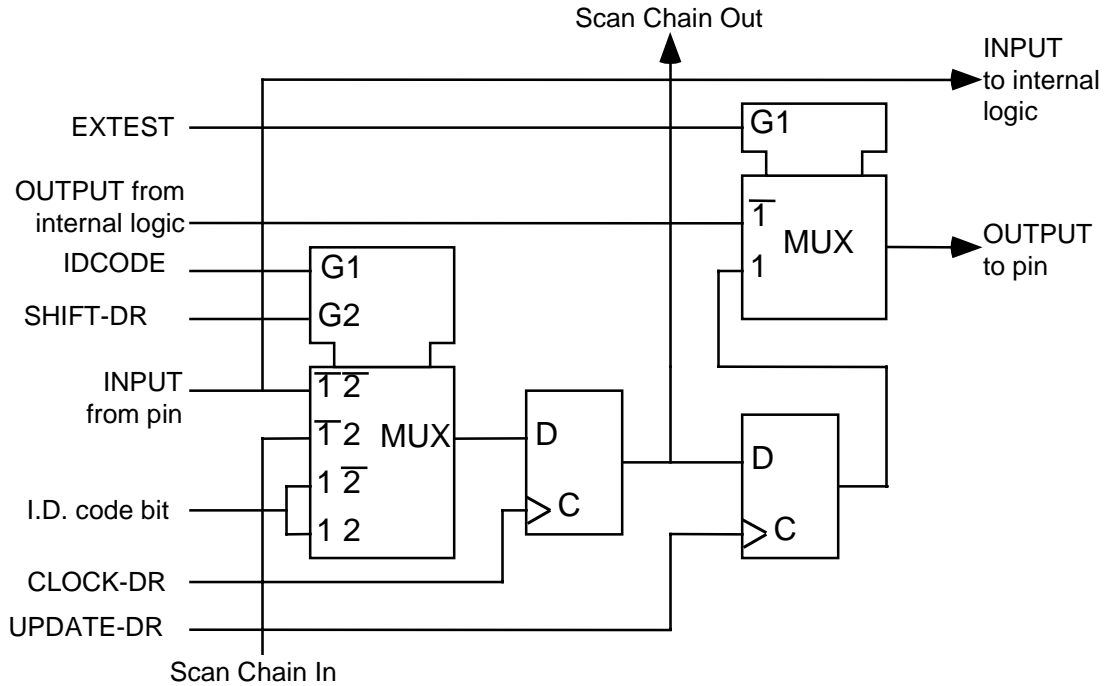 Scan Chain Out
INPUT
to internal
logic
EXTEST
G1
OUTPUT from
internal logic
1̅
MUX
OUTPUT
to pin
IDCODE
G1
1
SHIFT-DR
G2
INPUT
from pin
1̅ 2̅
1̅ 2
MUX
D
1 2̅
D
I.D. code bit
C
1 2
C
CLOCK-DR
UPDATE-DR
Scan Chain In